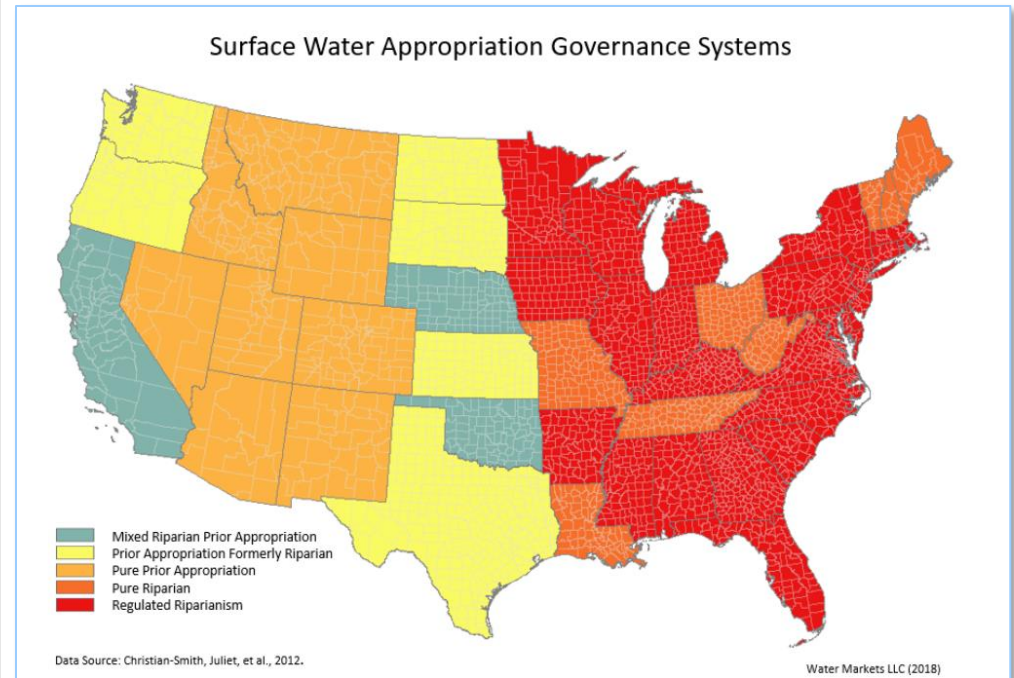 Surface Water Appropriation Governance Systems
Mixed Riparian Prior Appropriation
Prior Appropriation Formerly Riparian
Pure Prior Appropriation
Pure Riparian
Regulated Riparianism
Data Source: Christian-Smith, Juliet, et al., 2012.
Water Markets LLC (2018)